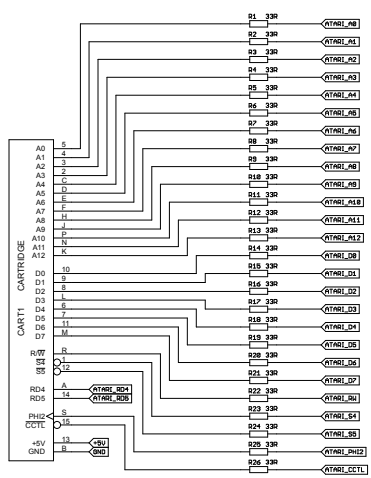 R1 33R ATARI_A0
R2 33R ATARI_A1
R3 33R ATARI_A2
R4 33R ATARI_A3
R5 33R ATARI_A4
R6 33R ATARI_A5
R7 33R ATARI_A6
R8 33R ATARI_A7
R9 33R ATARI_A8
R10 33R ATARI_A9
R11 33R ATARI_A10
R12 33R ATARI_A11
R13 33R ATARI_A12
R14 33R ATARI_D0
R15 33R ATARI_D1
R16 33R ATARI_D2
R17 33R ATARI_D3
R18 33R ATARI_D4
R19 33R ATARI_D5
R20 33R ATARI_D6
R21 33R ATARI_D7
R22 33R ATARI_RW
R23 33R ATARI_S4
R24 33R ATARI_S5
R25 33R ATARI_PHI2
R26 33R ATARI_CCTL
CART1 CARTRIDGE
A0 5
A1 4
A2 3
A3 2
A4 C
A5 D
A6 E
A7 F
A8 H
A9 J
A10 P
A11 N
A12 K
D0 10
D1 9
D2 8
D3 L
D4 6
D5 7
D6 11
D7 M
R/W R
S4 1
S5 12
RD4 A ATARI_RD4
RD5 14 ATARI_RD5
PHI2 S
CCTL 15
+5V 13 +5V
GND B GND